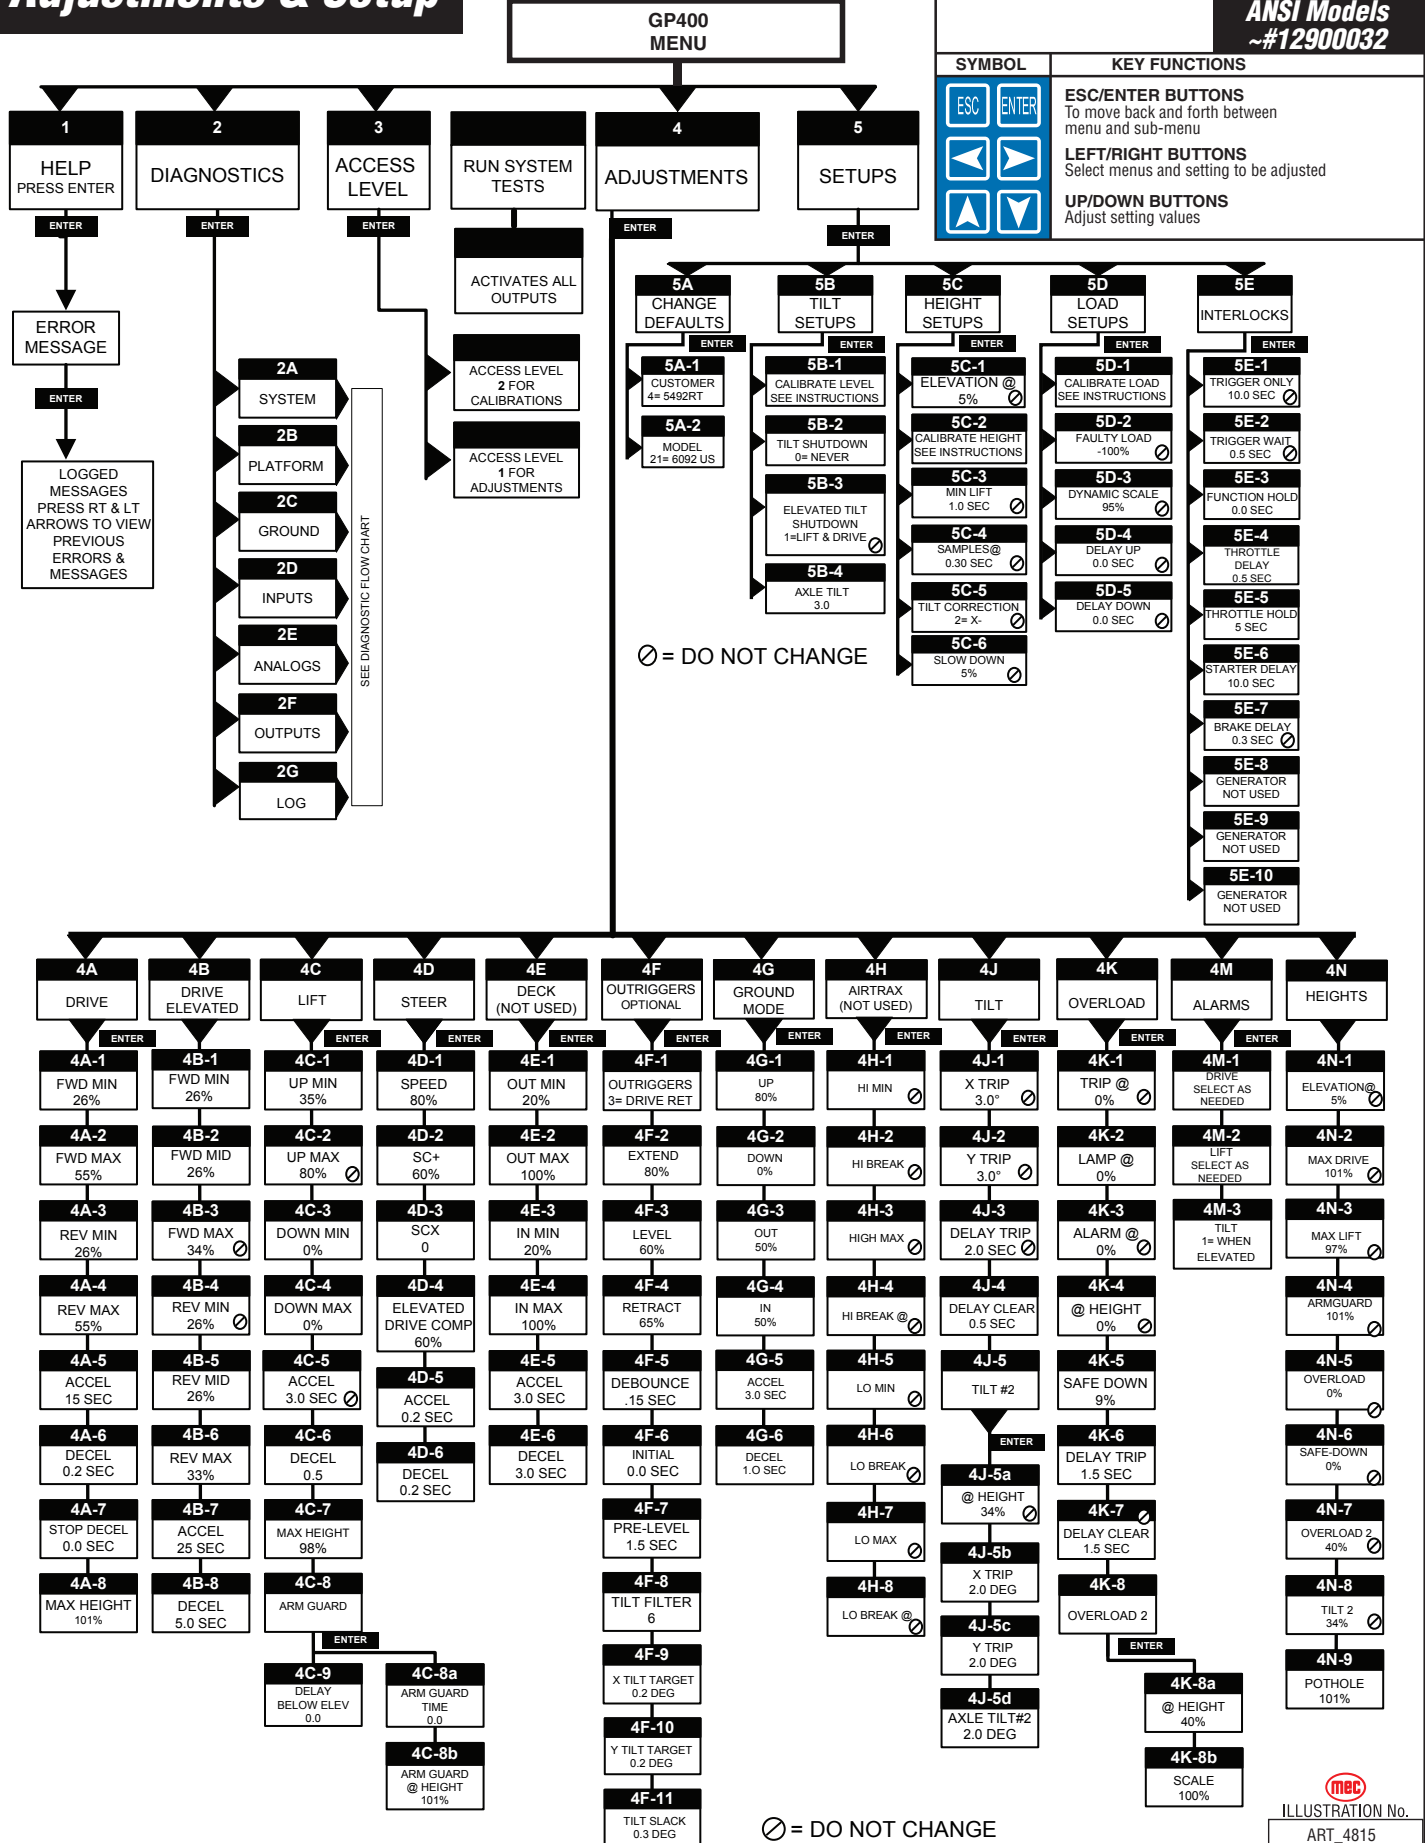 Adjustments & Setup
GP400
MENU
ANSI Models
~#12900032
SYMBOL
KEY FUNCTIONS
ESC
ENTER
ESC/ENTER BUTTONS
To move back and forth between
menu and sub-menu
LEFT/RIGHT BUTTONS
Select menus and setting to be adjusted
UP/DOWN BUTTONS
Adjust setting values
1
HELP
PRESS ENTER
ENTER
ERROR
MESSAGE
ENTER
LOGGED
MESSAGES
PRESS RT & LT
ARROWS TO VIEW
PREVIOUS
ERRORS &
MESSAGES
2
DIAGNOSTICS
ENTER
2A
SYSTEM
2B
PLATFORM
2C
GROUND
2D
INPUTS
2E
ANALOGS
2F
OUTPUTS
2G
LOG
SEE DIAGNOSTIC FLOW CHART
3
ACCESS
LEVEL
ENTER
ACCESS LEVEL
2 FOR
CALIBRATIONS
ACCESS LEVEL
1 FOR
ADJUSTMENTS
RUN SYSTEM
TESTS
ACTIVATES ALL
OUTPUTS
4
ADJUSTMENTS
ENTER
5
SETUPS
ENTER
5A
CHANGE
DEFAULTS
ENTER
5A-1
CUSTOMER
4= 5492RT
5A-2
MODEL
21= 6092 US
5B
TILT
SETUPS
ENTER
5B-1
CALIBRATE LEVEL
SEE INSTRUCTIONS
5B-2
TILT SHUTDOWN
0= NEVER
5B-3
ELEVATED TILT
SHUTDOWN
1=LIFT & DRIVE
5B-4
AXLE TILT
3.0
5C
HEIGHT
SETUPS
ENTER
5C-1
ELEVATION @
5%
5C-2
CALIBRATE HEIGHT
SEE INSTRUCTIONS
5C-3
MIN LIFT
1.0 SEC
5C-4
SAMPLES@
0.30 SEC
5C-5
TILT CORRECTION
2= X-
5C-6
SLOW DOWN
5%
5D
LOAD
SETUPS
ENTER
5D-1
CALIBRATE LOAD
SEE INSTRUCTIONS
5D-2
FAULTY LOAD
-100%
5D-3
DYNAMIC SCALE
95%
5D-4
DELAY UP
0.0 SEC
5D-5
DELAY DOWN
0.0 SEC
5E
INTERLOCKS
ENTER
5E-1
TRIGGER ONLY
10.0 SEC
5E-2
TRIGGER WAIT
0.5 SEC
5E-3
FUNCTION HOLD
0.0 SEC
5E-4
THROTTLE
DELAY
0.5 SEC
5E-5
THROTTLE HOLD
5 SEC
5E-6
STARTER DELAY
10.0 SEC
5E-7
BRAKE DELAY
0.3 SEC
5E-8
GENERATOR
NOT USED
5E-9
GENERATOR
NOT USED
5E-10
GENERATOR
NOT USED
= DO NOT CHANGE
4A
DRIVE
ENTER
4A-1
FWD MIN
26%
4A-2
FWD MAX
55%
4A-3
REV MIN
26%
4A-4
REV MAX
55%
4A-5
ACCEL
15 SEC
4A-6
DECEL
0.2 SEC
4A-7
STOP DECEL
0.0 SEC
4A-8
MAX HEIGHT
101%
4B
DRIVE
ELEVATED
ENTER
4B-1
FWD MIN
26%
4B-2
FWD MID
26%
4B-3
FWD MAX
34%
4B-4
REV MIN
26%
4B-5
REV MID
26%
4B-6
REV MAX
33%
4B-7
ACCEL
25 SEC
4B-8
DECEL
5.0 SEC
4C
LIFT
ENTER
4C-1
UP MIN
35%
4C-2
UP MAX
80%
4C-3
DOWN MIN
0%
4C-4
DOWN MAX
0%
4C-5
ACCEL
3.0 SEC
4C-6
DECEL
0.5
4C-7
MAX HEIGHT
98%
4C-8
ARM GUARD
ENTER
4C-9
DELAY
BELOW ELEV
0.0
4C-8a
ARM GUARD
TIME
0.0
4C-8b
ARM GUARD
@ HEIGHT
101%
4D
STEER
ENTER
4D-1
SPEED
80%
4D-2
SC+
60%
4D-3
SCX
0
4D-4
ELEVATED
DRIVE COMP
60%
4D-5
ACCEL
0.2 SEC
4D-6
DECEL
0.2 SEC
4E
DECK
(NOT USED)
ENTER
4E-1
OUT MIN
20%
4E-2
OUT MAX
100%
4E-3
IN MIN
20%
4E-4
IN MAX
100%
4E-5
ACCEL
3.0 SEC
4E-6
DECEL
3.0 SEC
4F
OUTRIGGERS
OPTIONAL
ENTER
4F-1
OUTRIGGERS
3= DRIVE RET
4F-2
EXTEND
80%
4F-3
LEVEL
60%
4F-4
RETRACT
65%
4F-5
DEBOUNCE
.15 SEC
4F-6
INITIAL
0.0 SEC
4F-7
PRE-LEVEL
1.5 SEC
4F-8
TILT FILTER
6
4F-9
X TILT TARGET
0.2 DEG
4F-10
Y TILT TARGET
0.2 DEG
4F-11
TILT SLACK
0.3 DEG
4G
GROUND
MODE
ENTER
4G-1
UP
80%
4G-2
DOWN
0%
4G-3
OUT
50%
4G-4
IN
50%
4G-5
ACCEL
3.0 SEC
4G-6
DECEL
1.O SEC
4H
AIRTRAX
(NOT USED)
ENTER
4H-1
HI MIN
4H-2
HI BREAK
4H-3
HIGH MAX
4H-4
HI BREAK @
4H-5
LO MIN
4H-6
LO BREAK
4H-7
LO MAX
4H-8
LO BREAK @
4J
TILT
ENTER
4J-1
X TRIP
3.0°
4J-2
Y TRIP
3.0°
4J-3
DELAY TRIP
2.0 SEC
4J-4
DELAY CLEAR
0.5 SEC
4J-5
TILT #2
ENTER
4J-5a
@ HEIGHT
34%
4J-5b
X TRIP
2.0 DEG
4J-5c
Y TRIP
2.0 DEG
4J-5d
AXLE TILT#2
2.0 DEG
4K
OVERLOAD
ENTER
4K-1
TRIP @
0%
4K-2
LAMP @
0%
4K-3
ALARM @
0%
4K-4
@ HEIGHT
0%
4K-5
SAFE DOWN
9%
4K-6
DELAY TRIP
1.5 SEC
4K-7
DELAY CLEAR
1.5 SEC
4K-8
OVERLOAD 2
ENTER
4K-8a
@ HEIGHT
40%
4K-8b
SCALE
100%
4M
ALARMS
ENTER
4M-1
DRIVE
SELECT AS
NEEDED
4M-2
LIFT
SELECT AS
NEEDED
4M-3
TILT
1= WHEN
ELEVATED
4N
HEIGHTS
4N-1
ELEVATION@
5%
4N-2
MAX DRIVE
101%
4N-3
MAX LIFT
97%
4N-4
ARMGUARD
101%
4N-5
OVERLOAD
0%
4N-6
SAFE-DOWN
0%
4N-7
OVERLOAD 2
40%
4N-8
TILT 2
34%
4N-9
POTHOLE
101%
= DO NOT CHANGE
mec
ILLUSTRATION No.
ART_4815